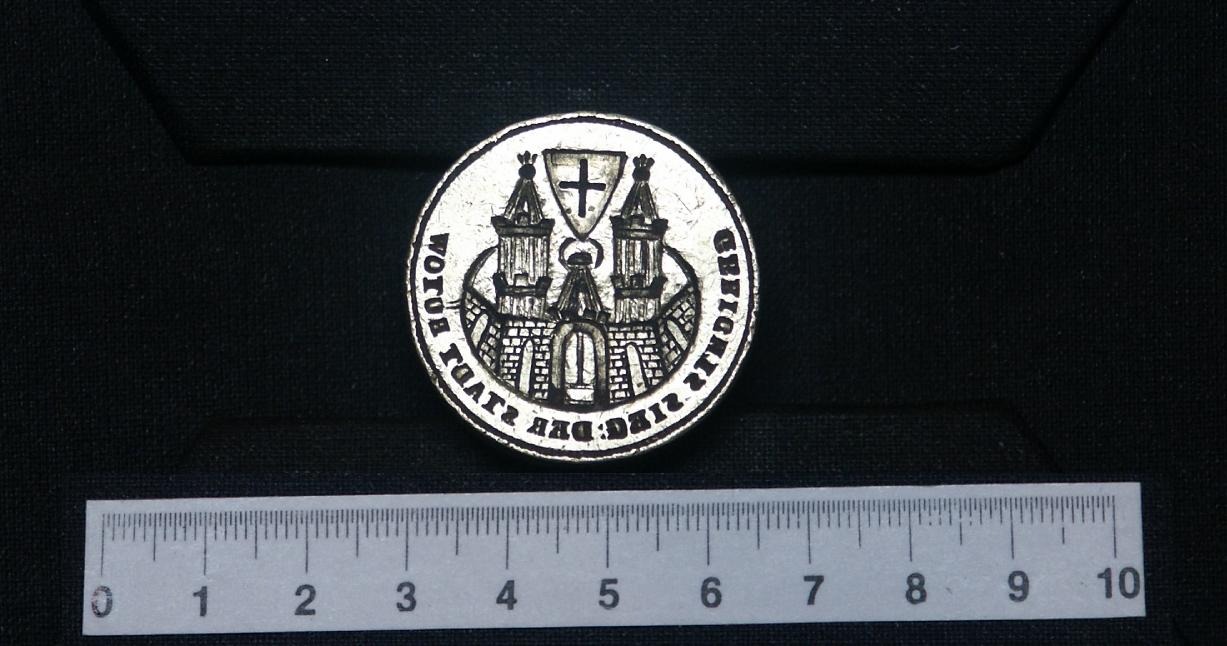 GERICHTS SIEG: DER STADT BUTOW
0 1 2 3 4 5 6 7 8 9 10